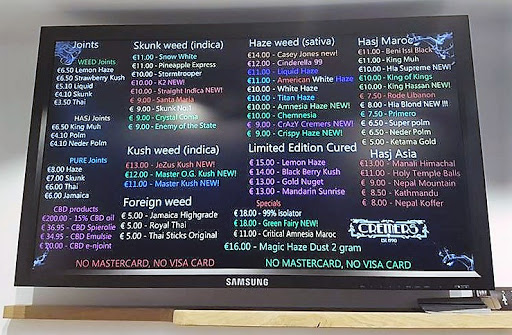 Joints
WEED Joints
€6.50 Lemon Haze
€6.50 Strawberry Kush
€5.10 Liquid
€4.10 Skunk
€3.50 Thai
HASJ Joints
€6.50 King Muh
€4.10 Polm
€4.10 Neder Polm
PURE Joints
€8.00 Haze
€7.00 Skunk
€6.00 Thai
€6.00 Jamaica
CBD products
€200.00 - 15% CBD oil
€ 36.95 - CBD Spierolie
€ 34.95 - CBD Emulsie
€ 20.00 - CBD e-njoint
Skunk weed (indica)
€11.00 - Snow White
€11.00 - Pineapple Express
€10.00 - Stormtrooper
€10.00 - K2
€10.00 - Straight Indica NEW!
€ 9.00 - Santa Maria
€ 9.00 - Skunk No.1
€ 9.00 - Crystal Coma
€ 9.00 - Enemy of the State
Kush weed (indica)
€13.00 - JoZus Kush NEW!
€12.00 - Master O.G. Kush NEW!
€11.00 - Master Kush NEW!
Foreign weed
€ 5.00 - Jamaica Highgrade
€ 5.00 - Royal Thai
€ 5.00 - Thai Sticks Original
Haze weed (sativa)
€14.00 - Casey Jones new!
€12.00 - Cinderella 99
€11.00 - Liquid Haze
€11.00 - American White Haze
€10.00 - White Haze
€10.00 - Titan Haze
€10.00 - Amnesia Haze NEW!
€10.00 - Chemnesia
€ 9.00 - CrAzY Cremers NEW!
€ 9.00 - Crispy Haze NEW!
Limited Edition Cured
€ 15.00 - Lemon Haze
€ 14.00 - Black Berry Kush
€ 13.00 - Gold Nuget
€ 13.00 - Mandarin Sunrise
Specials
€ 18.00 - 99% isolator
€ 18.00 - Green Fairy NEW!
€ 11.00 - Critical Amnesia Maroc
€16.00 - Magic Haze Dust 2 gram
Hasj Maroc
€11.00 - Beni Issi Black
€11.00 - King Muh
€10.00 - Hia Supreme NEW!
€10.00 - King of Kings
€10.00 - King Hassan NEW!
€ 7.50 - Rode Libanon
€ 8.00 - Hia Blond NEW !!!
€ 7.50 - Primero
€ 6.50 - Super polm
€ 6.50 - Neder Polm
€ 5.00 - Ketama Gold
Hasj Asia
€13.00 - Manali Himachal
€11.00 - Holy Temple Balls
€ 9.00 - Nepal Mountain
€ 8.50 - Kathmandu
€ 8.00 - Nepal Koffer
CREMERS
EST. 1990
NO MASTERCARD, NO VISA CARD
NO MASTERCARD, NO VISA CARD
SAMSUNG